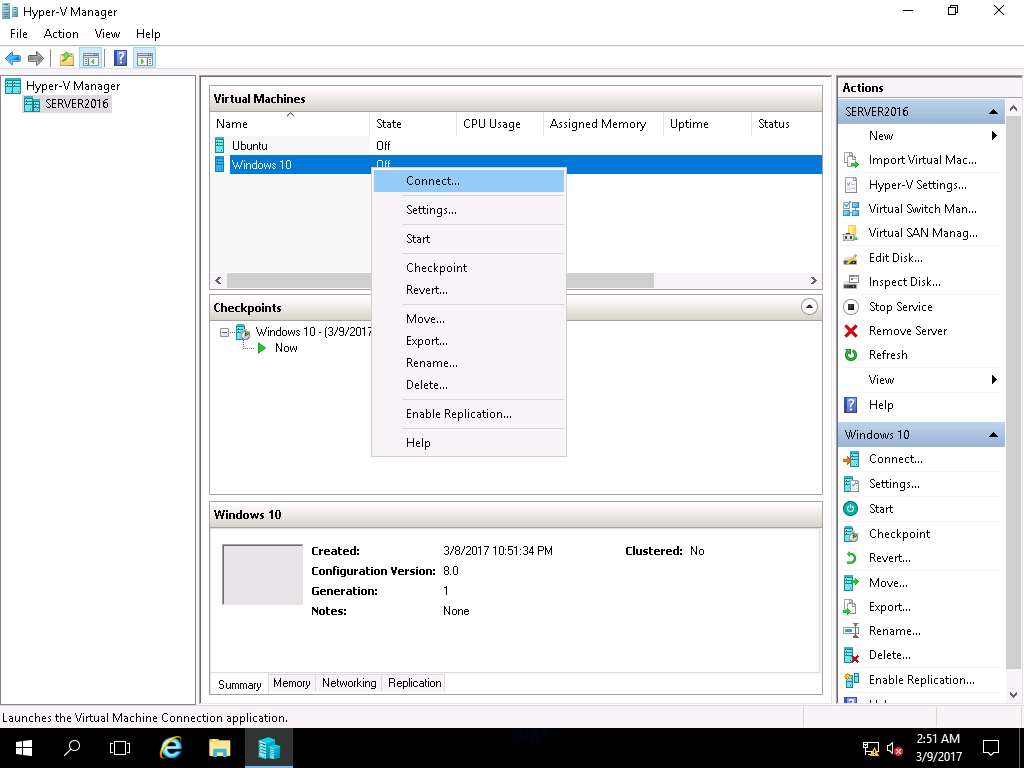 Hyper-V Manager
File Action View Help
Hyper-V Manager
SERVER2016
Virtual Machines
Name State CPU Usage Assigned Memory Uptime Status
Ubuntu Off
Windows 10 Off
Connect...
Settings...
Start
Checkpoint
Revert...
Move...
Export...
Rename...
Delete...
Enable Replication...
Help
Checkpoints
Windows 10 - (3/9/2017
Now
Windows 10
Created: 3/8/2017 10:51:34 PM Clustered: No
Configuration Version: 8.0
Generation: 1
Notes: None
Summary Memory Networking Replication
Actions
SERVER2016
New
Import Virtual Mac...
Hyper-V Settings...
Virtual Switch Man...
Virtual SAN Manag...
Edit Disk...
Inspect Disk...
Stop Service
Remove Server
Refresh
View
Help
Windows 10
Connect...
Settings...
Start
Checkpoint
Revert...
Move...
Export...
Rename...
Delete...
Enable Replication...
Launches the Virtual Machine Connection application.
2:51 AM
3/9/2017